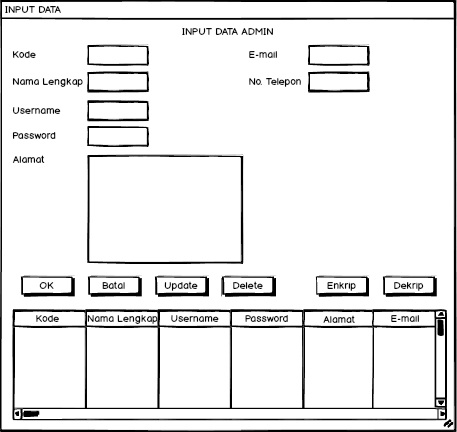 INPUT DATA
INPUT DATA ADMIN
Kode
E-mail
Nama Lengkap
No. Telepon
Username
Password
Alamat
OK Batal Update Delete Enkrip Dekrip
Kode Nama Lengkap Username Password Alamat E-mail